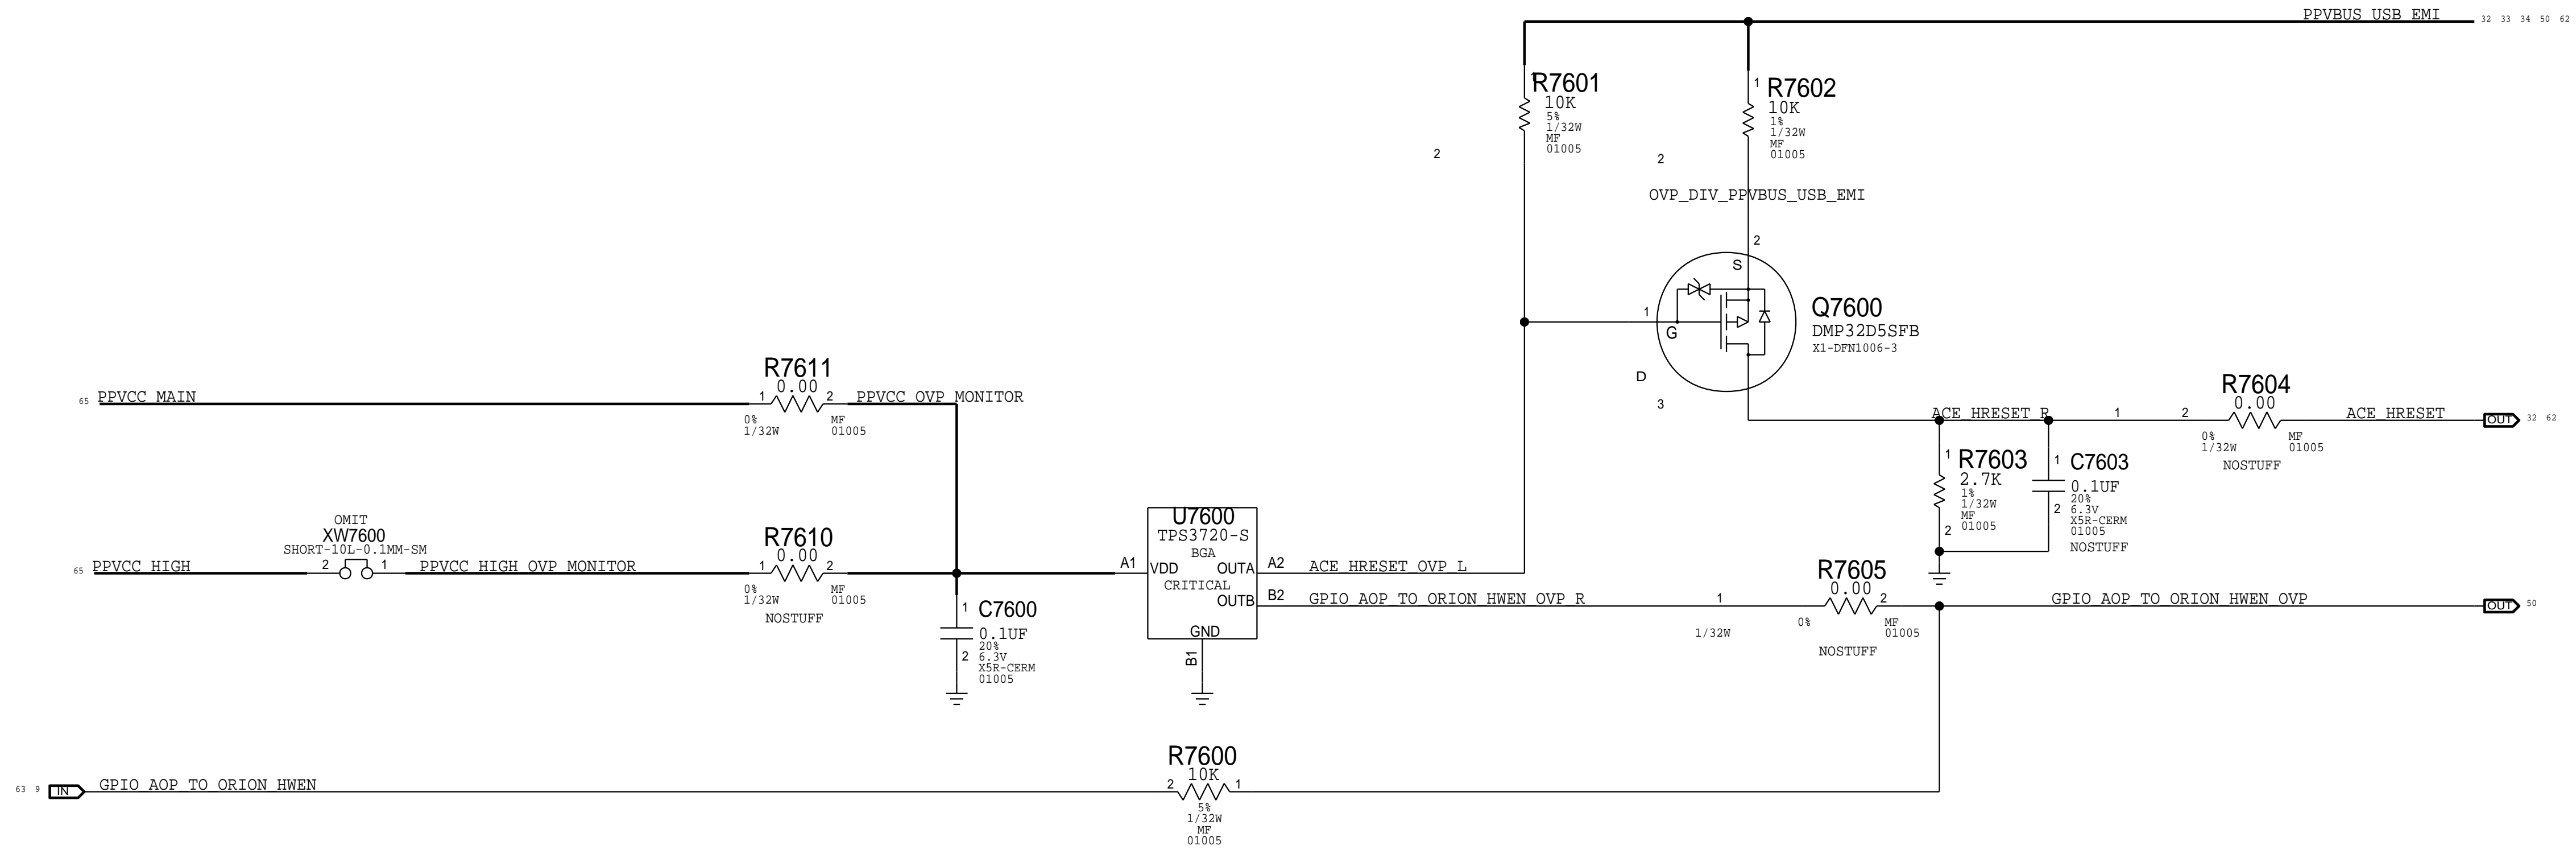 PPVBUS_USB_EMI 32 33 34 50 62
1
R7601
10K
5%
1/32W
MF
01005
2
1
R7602
10K
1%
1/32W
MF
01005
2
OVP_DIV_PPVBUS_USB_EMI
2
S
1
G
Q7600
DMP32D5SFB
X1-DFN1006-3
D
3
65 PPVCC_MAIN
R7611
0.00
1 2
0%
1/32W
MF
01005
PPVCC_OVP_MONITOR
ACE_HRESET_R
1 2
R7604
0.00
0%
1/32W
MF
01005
NOSTUFF
ACE_HRESET
OUT 32 62
1
R7603
2.7K
1%
1/32W
MF
01005
2
1
C7603
0.1UF
20%
6.3V
X5R-CERM
01005
2
NOSTUFF
OMIT
XW7600
SHORT-10L-0.1MM-SM
65 PPVCC_HIGH
2 1
PPVCC_HIGH_OVP_MONITOR
R7610
0.00
1 2
0%
1/32W
MF
01005
NOSTUFF
1
C7600
0.1UF
20%
6.3V
X5R-CERM
01005
2
U7600
TPS3720-S
BGA
A1 VDD OUTA A2
CRITICAL
OUTB B2
GND
B1
ACE_HRESET_OVP_L
GPIO_AOP_TO_ORION_HWEN_OVP_R
R7605
0.00
1 2
0%
1/32W
MF
01005
NOSTUFF
GPIO_AOP_TO_ORION_HWEN_OVP
OUT 50
63 9 IN GPIO_AOP_TO_ORION_HWEN
R7600
10K
2 1
5%
1/32W
MF
01005